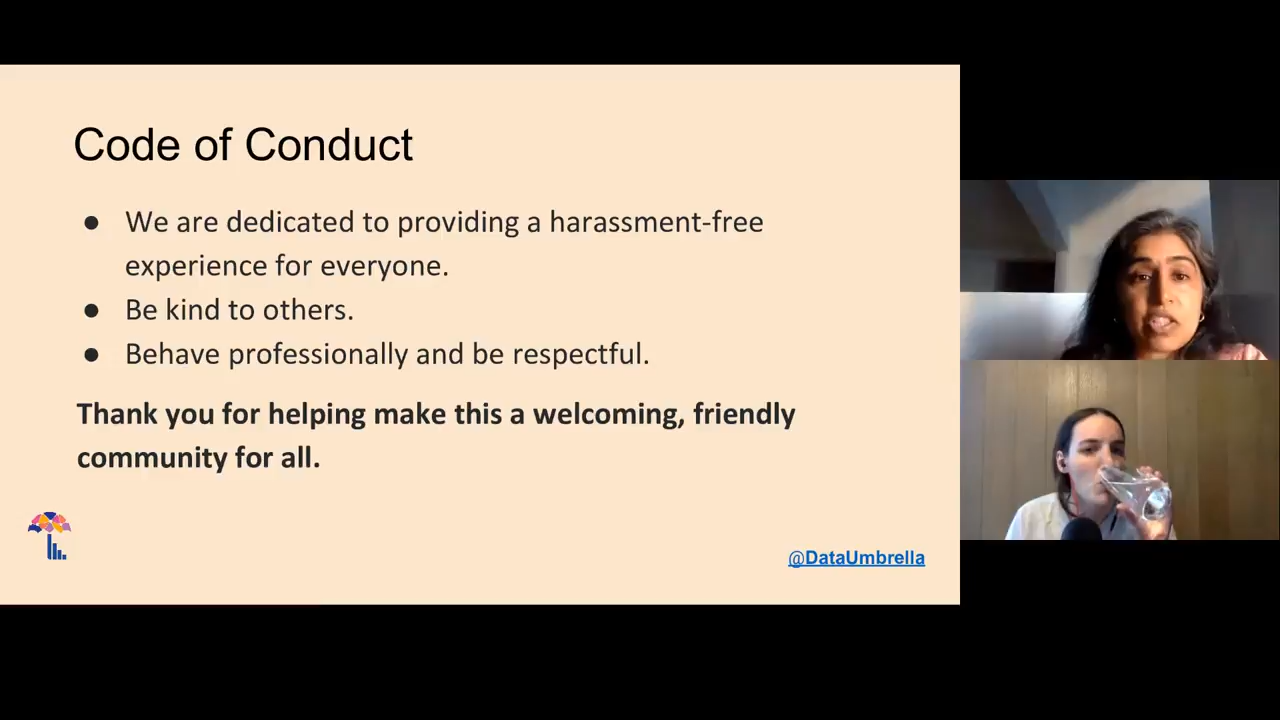 Code of Conduct
● We are dedicated to providing a harassment-free
experience for everyone.
● Be kind to others.
● Behave professionally and be respectful.
Thank you for helping make this a welcoming, friendly
community for all.
@DataUmbrella